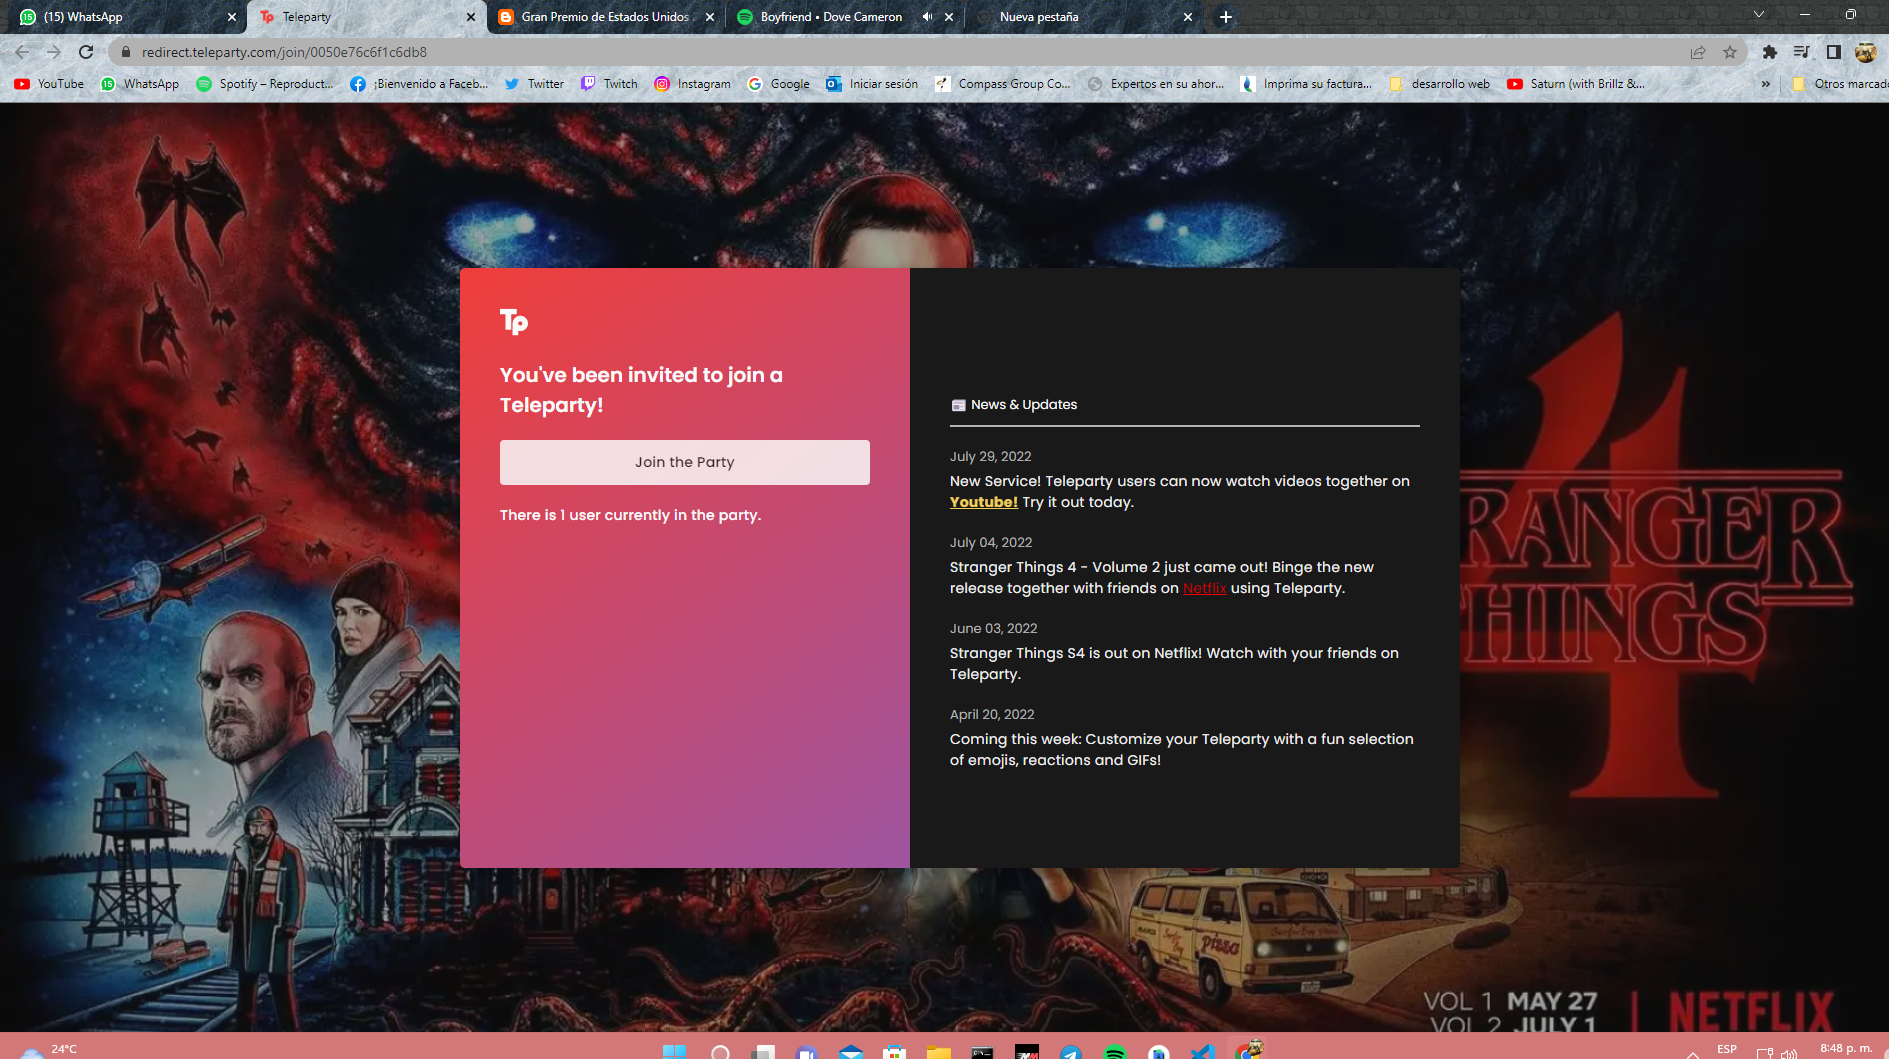 (15) WhatsApp
Teleparty
Gran Premio de Estados Unidos
Boyfriend • Dove Cameron
Nueva pestaña
redirect.teleparty.com/join/0050e76c6f1c6db8
YouTube
WhatsApp
Spotify – Reproduct...
¡Bienvenido a Faceb...
Twitter
Twitch
Instagram
Google
Iniciar sesión
Compass Group Co...
Expertos en su ahor...
Imprima su factura...
desarrollo web
Saturn (with Brillz &...
»
Otros marcado
Tp
You've been invited to join a
Teleparty!
Join the Party
There is 1 user currently in the party.
News & Updates
July 29, 2022
New Service! Teleparty users can now watch videos together on
Youtube! Try it out today.
July 04, 2022
Stranger Things 4 - Volume 2 just came out! Binge the new
release together with friends on Netflix using Teleparty.
June 03, 2022
Stranger Things S4 is out on Netflix! Watch with your friends on
Teleparty.
April 20, 2022
Coming this week: Customize your Teleparty with a fun selection
of emojis, reactions and GIFs!
4
RANGER
HINGS
Pizza
VOL 1 MAY 27
VOL 2 JULY 1
NETFLIX
24°C
ESP
8:48 p. m.